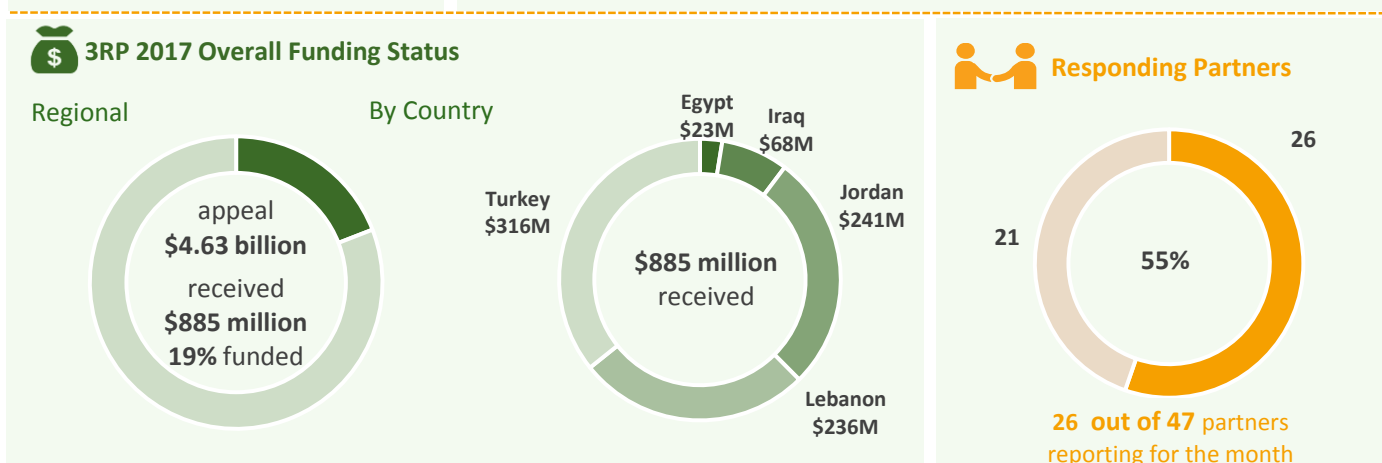 $ 3RP 2017 Overall Funding Status
Regional
By Country
appeal
$4.63 billion
received
$885 million
19% funded
Egypt
$23M
Iraq
$68M
Jordan
$241M
Lebanon
$236M
Turkey
$316M
$885 million
received
Responding Partners
26
21
55%
26 out of 47 partners
reporting for the month